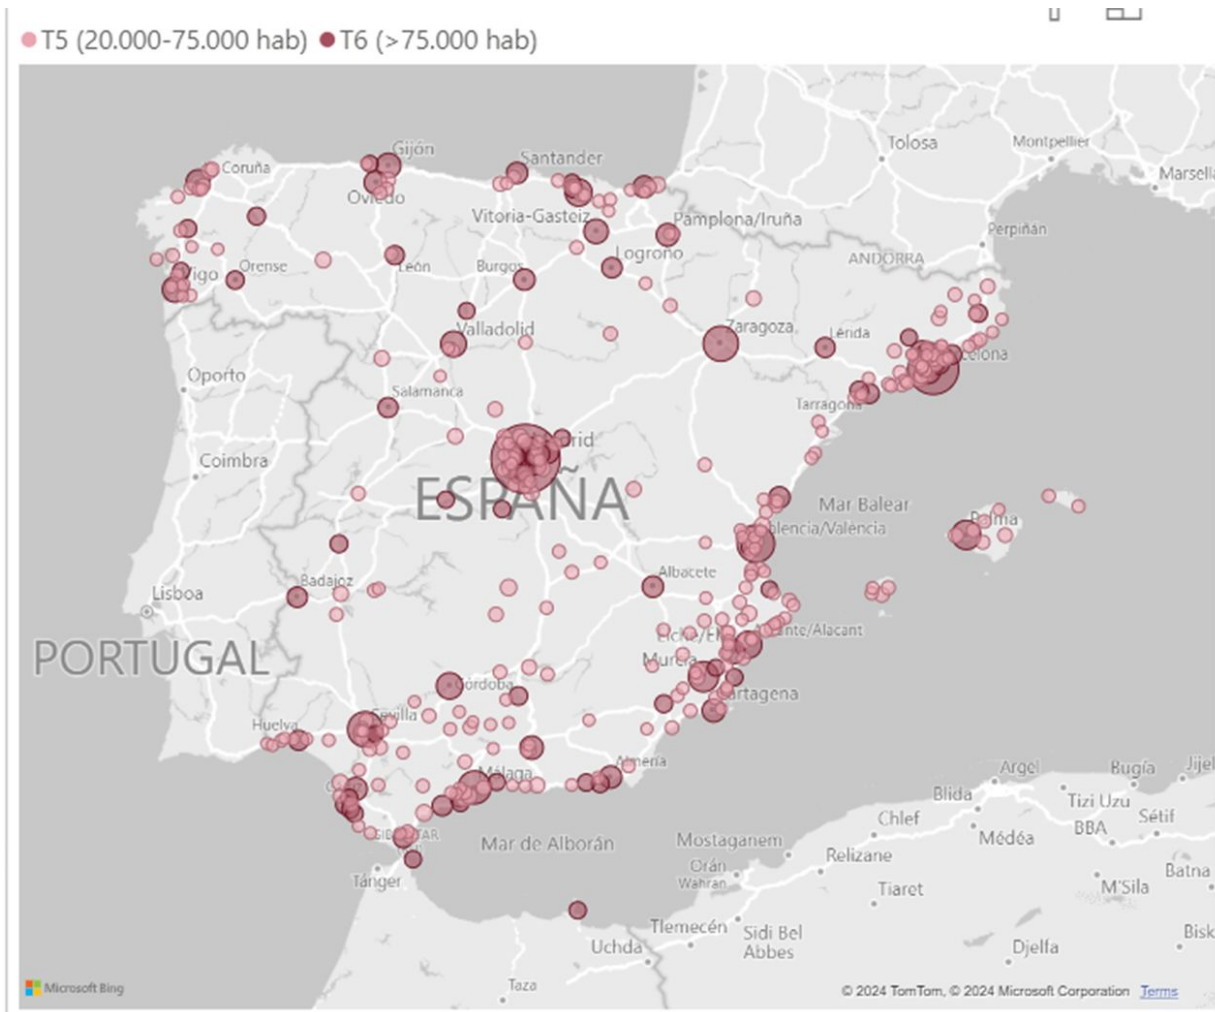 T5 (20.000-75.000 hab) T6 (>75.000 hab)
Tolosa
Montpellier
Gijón
Santander
Coruña
Oviedo
Vitoria-Gasteiz
Pamplona/Iruña
Perpiñán
Logroño
ANDORRA
Orense
León
Burgos
Valladolid
Zaragoza
Lérida
Oporto
Salamanca
Tarragona
Coimbra
ESPAÑA
Mar Balear
Palma
Lisboa
Badajoz
Albacete
PORTUGAL
Murcia
Cartagena
Córdoba
Huelva
Sevilla
Málaga
Almería
Argel
Bugía
Jijel
Blida
Tizi Uzu
Chlef
BBA
Sétif
Médéa
Mar de Alborán
Mostaganem
Relizane
Orán
Wahran
Batna
Tánger
Tiaret
M'Sila
Tlemecén
Sidi Bel
Abbes
Bisk
Uchda
Djelfa
Taza
Microsoft Bing
© 2024 TomTom, © 2024 Microsoft Corporation Terms